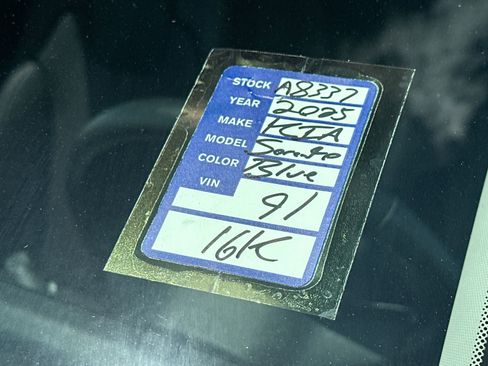 STOCK A8337
YEAR 2025
MAKE KIA
MODEL Sorento
COLOR Blue
VIN
91
16K